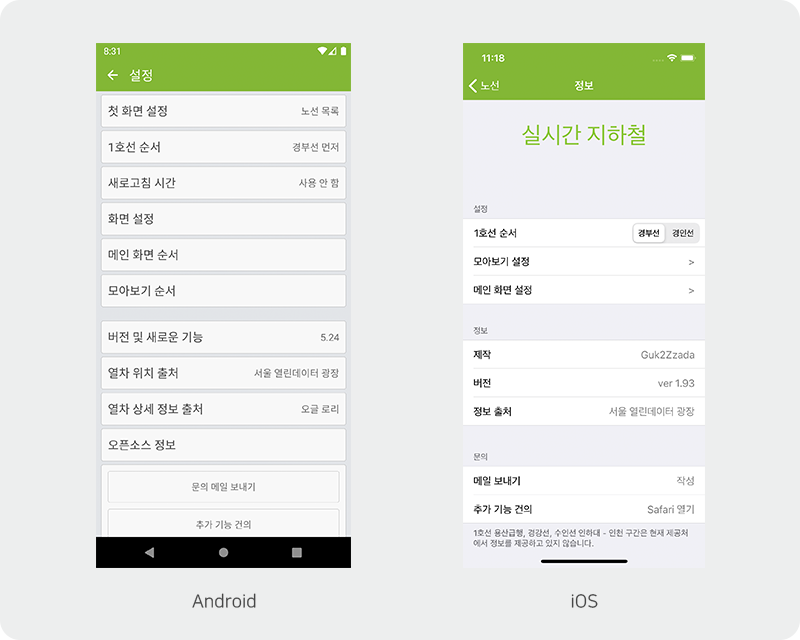 8:31
설정
첫 화면 설정 노선 목록
1호선 순서 경부선 먼저
새로고침 시간 사용 안 함
화면 설정
메인 화면 순서
모아보기 순서
버전 및 새로운 기능 5.24
열차 위치 출처 서울 열린데이터 광장
열차 상세 정보 출처 오글 로리
오픈소스 정보
문의 메일 보내기
추가 기능 건의
Android
11:18
노선 정보
실시간 지하철
설정
1호선 순서 경부선 경인선
모아보기 설정 >
메인 화면 설정 >
정보
제작 Guk2Zzada
버전 ver 1.93
정보 출처 서울 열린데이터 광장
문의
메일 보내기 작성
추가 기능 건의 Safari 열기
1호선 용산급행, 경강선, 수인선 인하대 - 인천 구간은 현재 제공처
에서 정보를 제공하고 있지 않습니다.
iOS